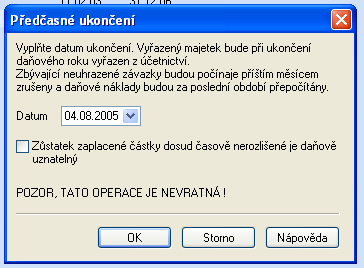 Předčasné ukončení
Vyplňte datum ukončení. Vyřazený majetek bude při ukončení
daňového roku vyřazen z účetnictví.
Zbývající neuhrazené závazky budou počínaje příštím měsícem
zrušeny a daňové náklady budou za poslední období přepočítány.
Datum 04.08.2005
Zůstatek zaplacené částky dosud časově nerozlišené je daňově
uznatelný
POZOR, TATO OPERACE JE NEVRATNÁ !
OK Storno Nápověda